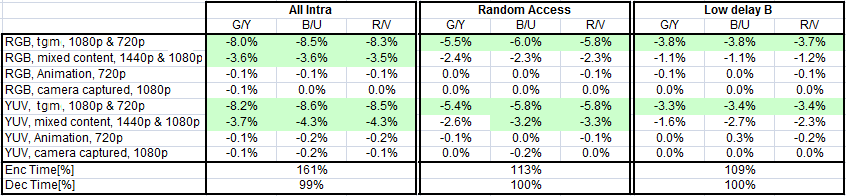 All Intra Random Access Low delay B
G/Y B/U R/V G/Y B/U R/V G/Y B/U R/V
RGB, tgm, 1080p & 720p -8.0% -8.5% -8.3% -5.5% -6.0% -5.8% -3.8% -3.8% -3.7%
RGB, mixed content, 1440p & 1080p -3.6% -3.6% -3.5% -2.4% -2.3% -2.3% -1.1% -1.1% -1.2%
RGB, Animation, 720p -0.1% -0.1% -0.1% 0.0% 0.0% -0.1% -0.1% 0.0% -0.1%
RGB, camera captured, 1080p -0.1% 0.0% 0.0% 0.0% 0.0% 0.0% 0.0% 0.0% 0.0%
YUV, tgm, 1080p & 720p -8.2% -8.6% -8.5% -5.4% -5.8% -5.8% -3.3% -3.4% -3.4%
YUV, mixed content, 1440p & 1080p -3.7% -4.3% -4.3% -2.6% -3.2% -3.3% -1.6% -2.7% -2.3%
YUV, Animation, 720p -0.1% -0.2% -0.2% -0.1% 0.0% -0.1% 0.0% 0.3% -0.2%
YUV, camera captured, 1080p -0.1% -0.2% -0.1% 0.0% -0.2% 0.0% 0.0% 0.0% 0.0%
Enc Time[%] 161% 113% 109%
Dec Time[%] 99% 100% 100%